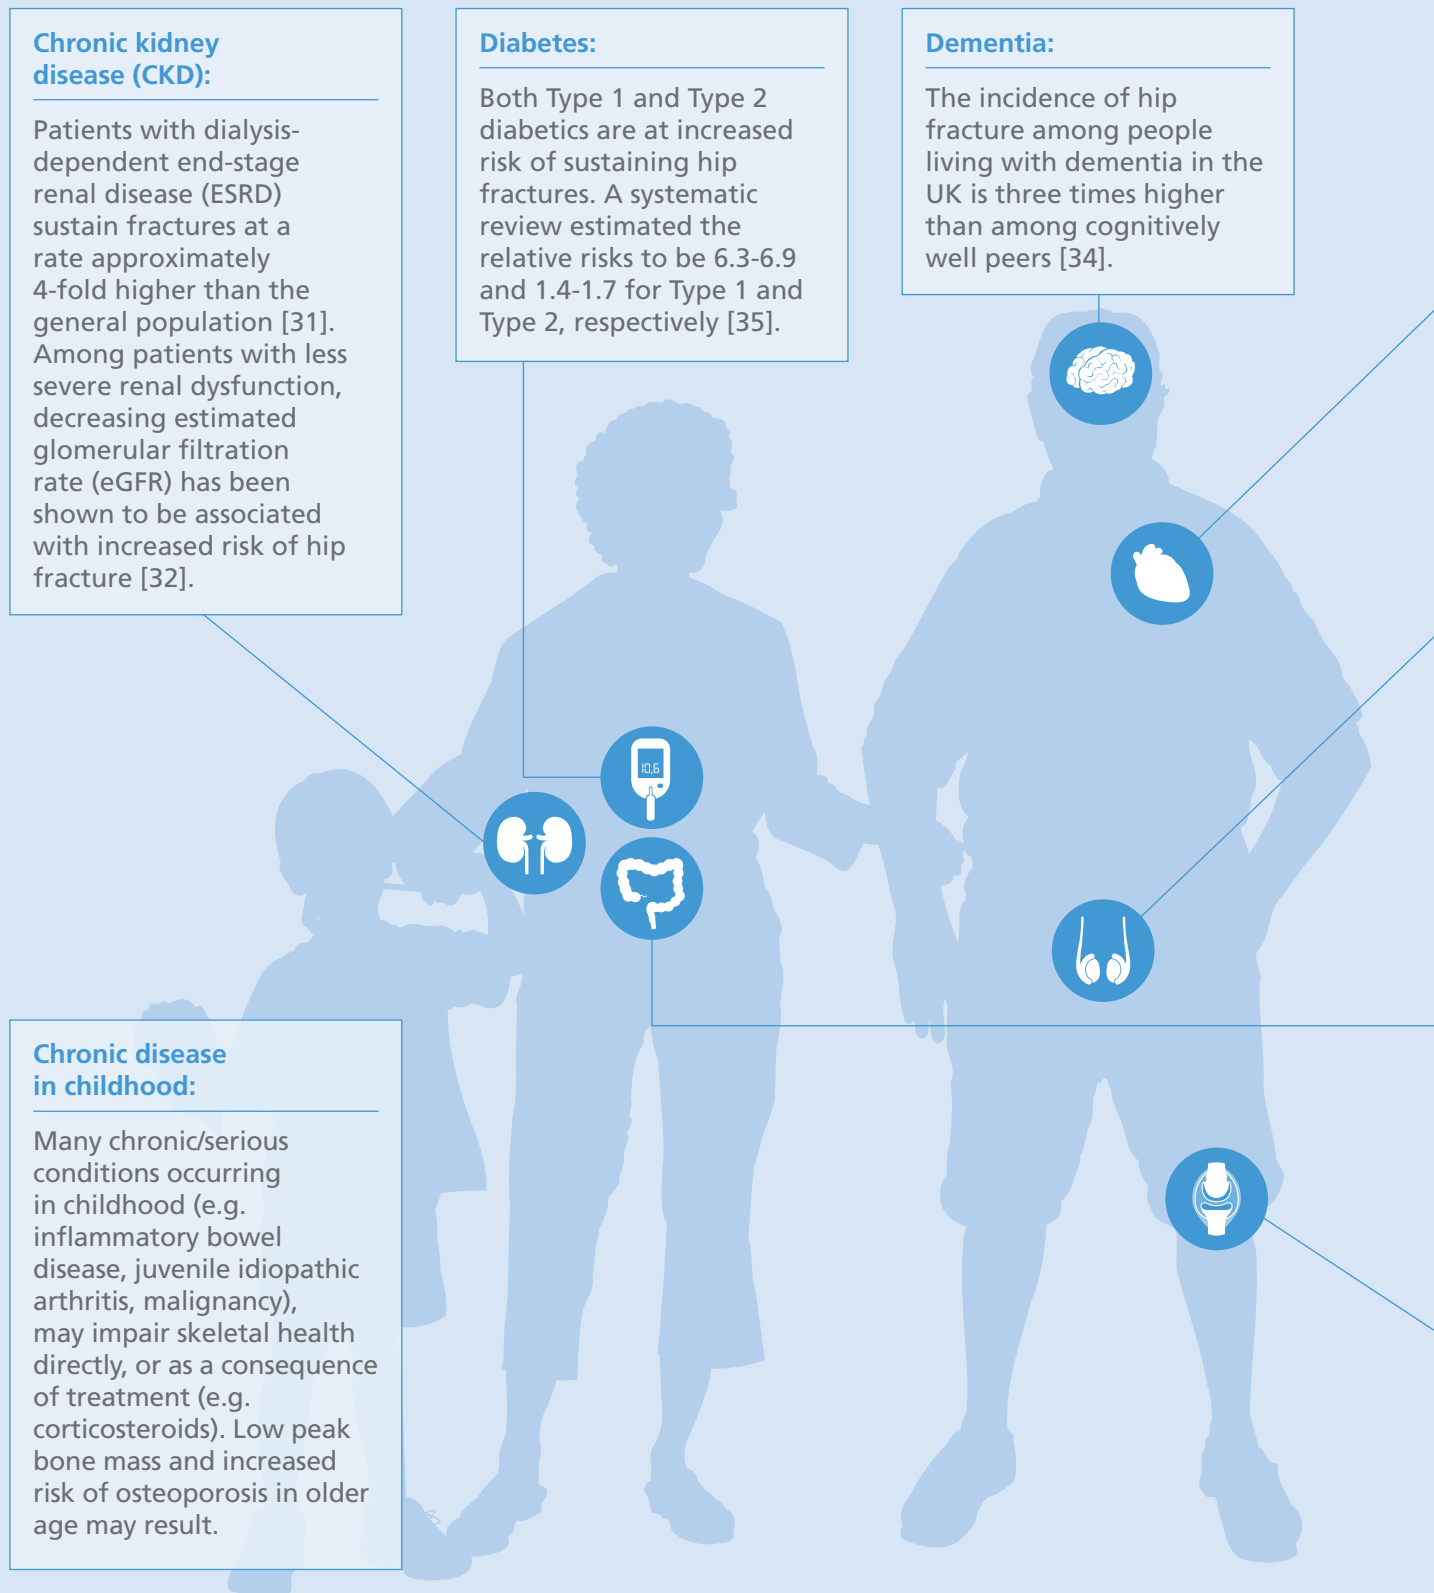 Chronic kidney
disease (CKD):
Patients with dialysis-
dependent end-stage
renal disease (ESRD)
sustain fractures at a
rate approximately
4-fold higher than the
general population [31].
Among patients with less
severe renal dysfunction,
decreasing estimated
glomerular filtration
rate (eGFR) has been
shown to be associated
with increased risk of hip
fracture [32].
Diabetes:
Both Type 1 and Type 2
diabetics are at increased
risk of sustaining hip
fractures. A systematic
review estimated the
relative risks to be 6.3-6.9
and 1.4-1.7 for Type 1 and
Type 2, respectively [35].
Dementia:
The incidence of hip
fracture among people
living with dementia in the
UK is three times higher
than among cognitively
well peers [34].
10,6
Chronic disease
in childhood:
Many chronic/serious
conditions occurring
in childhood (e.g.
inflammatory bowel
disease, juvenile idiopathic
arthritis, malignancy),
may impair skeletal health
directly, or as a consequence
of treatment (e.g.
corticosteroids). Low peak
bone mass and increased
risk of osteoporosis in older
age may result.